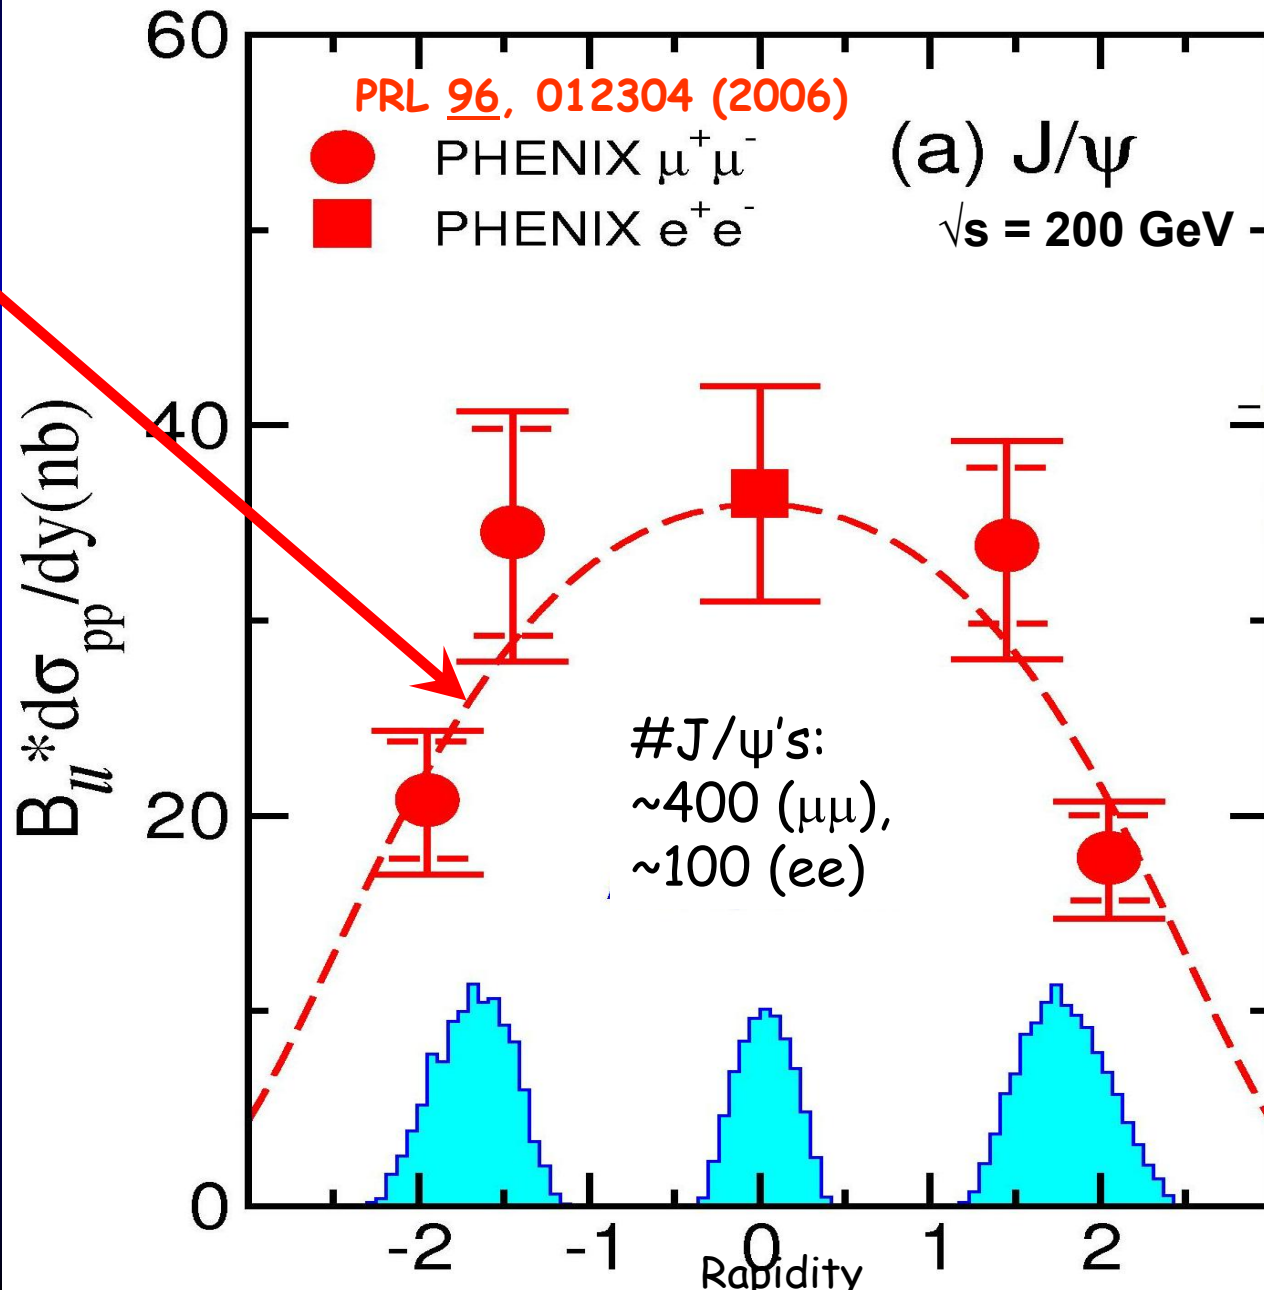 60
PRL 96, 012304 (2006)
PHENIX μ⁺μ⁻
(a) J/ψ
PHENIX e⁺e⁻
√s = 200 GeV
40
B_ll*dσ_pp/dy(nb)
#J/ψ's:
~400 (μμ),
~100 (ee)
20
0
-2 -1 0 1 2
Rapidity